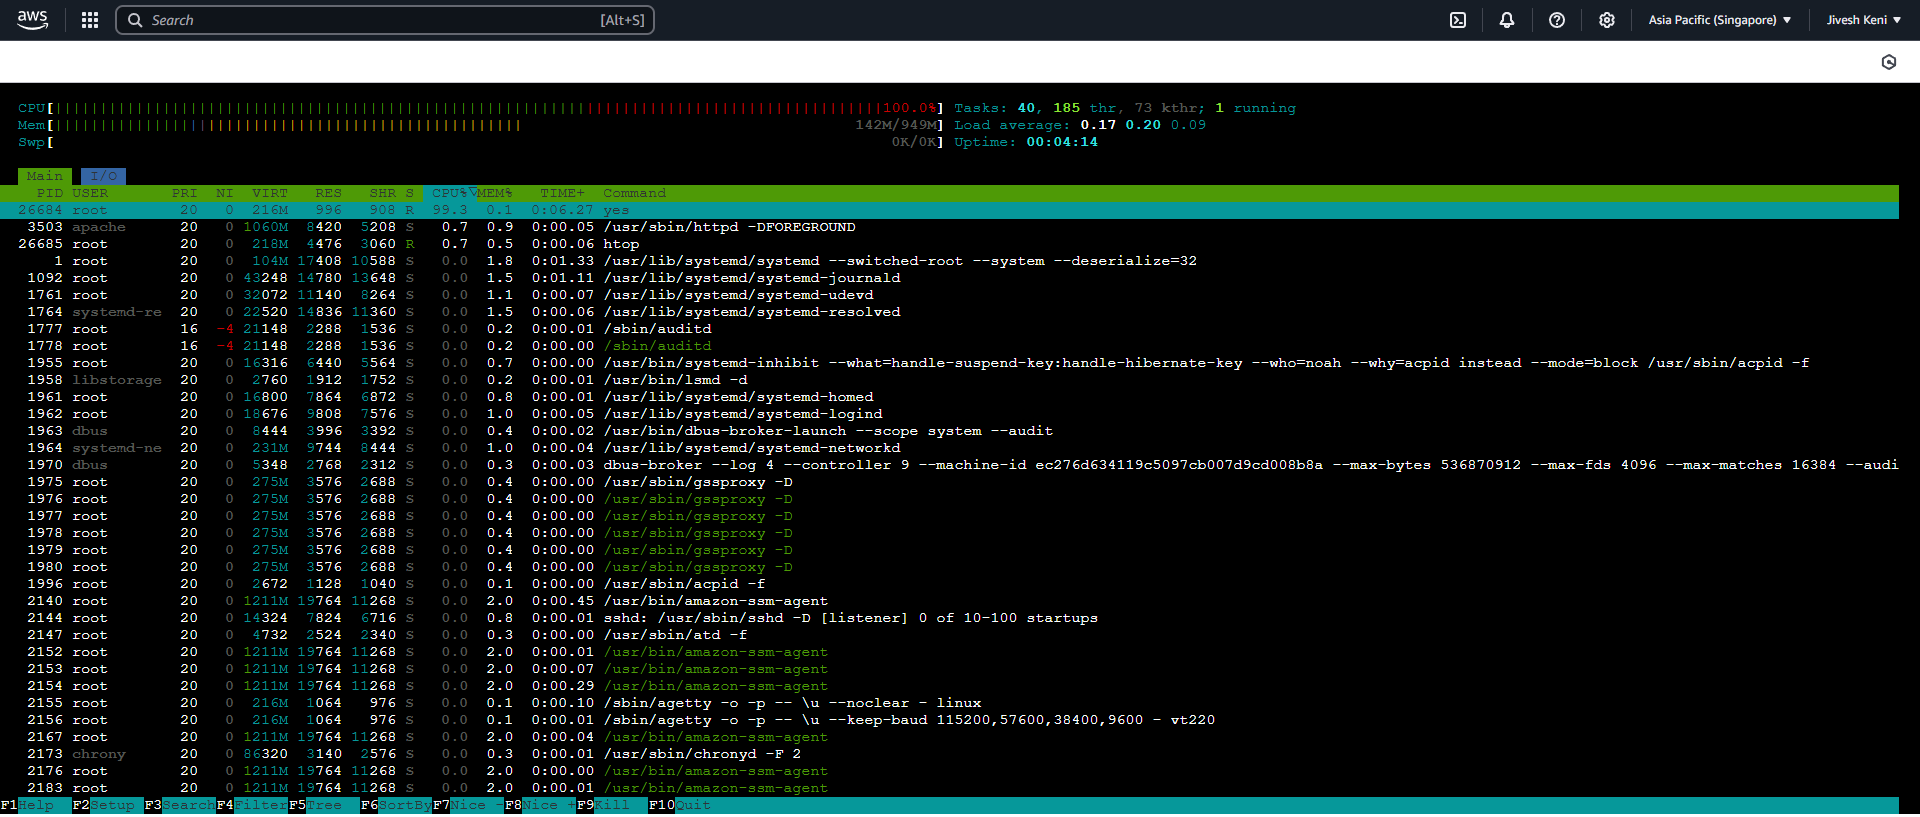 aws Search [Alt+S] Asia Pacific (Singapore) Jivesh Keni
CPU[100.0%] Tasks: 40, 185 thr, 73 kthr; 1 running
Mem[142M/949M] Load average: 0.17 0.20 0.09
Swp[0K/0K] Uptime: 00:04:14
Main I/O
PID USER PRI NI VIRT RES SHR S CPU%▽MEM% TIME+ Command
26684 root 20 0 216M 996 908 R 99.3 0.1 0:06.27 yes
3503 apache 20 0 1060M 8420 5208 S 0.7 0.9 0:00.05 /usr/sbin/httpd -DFOREGROUND
26685 root 20 0 218M 4476 3060 R 0.7 0.5 0:00.06 htop
1 root 20 0 104M 17408 10588 S 0.0 1.8 0:01.33 /usr/lib/systemd/systemd --switched-root --system --deserialize=32
1092 root 20 0 43248 14780 13648 S 0.0 1.5 0:01.11 /usr/lib/systemd/systemd-journald
1761 root 20 0 32072 11140 8264 S 0.0 1.1 0:00.07 /usr/lib/systemd/systemd-udevd
1764 systemd-re 20 0 22520 14836 11360 S 0.0 1.5 0:00.06 /usr/lib/systemd/systemd-resolved
1777 root 16 -4 21148 2288 1536 S 0.0 0.2 0:00.01 /sbin/auditd
1778 root 16 -4 21148 2288 1536 S 0.0 0.2 0:00.00 /sbin/auditd
1955 root 20 0 16316 6440 5564 S 0.0 0.7 0:00.00 /usr/bin/systemd-inhibit --what=handle-suspend-key:handle-hibernate-key --who=noah --why=acpid instead --mode=block /usr/sbin/acpid -f
1958 libstorage 20 0 2760 1912 1752 S 0.0 0.2 0:00.01 /usr/bin/lsmd -d
1961 root 20 0 16800 7864 6872 S 0.0 0.8 0:00.01 /usr/lib/systemd/systemd-homed
1962 root 20 0 18676 9808 7576 S 0.0 1.0 0:00.05 /usr/lib/systemd/systemd-logind
1963 dbus 20 0 8444 3996 3392 S 0.0 0.4 0:00.02 /usr/bin/dbus-broker-launch --scope system --audit
1964 systemd-ne 20 0 231M 9744 8444 S 0.0 1.0 0:00.04 /usr/lib/systemd/systemd-networkd
1970 dbus 20 0 5348 2768 2312 S 0.0 0.3 0:00.03 dbus-broker --log 4 --controller 9 --machine-id ec276d634119c5097cb007d9cd008b8a --max-bytes 536870912 --max-fds 4096 --max-matches 16384 --audi
1975 root 20 0 275M 3576 2688 S 0.0 0.4 0:00.00 /usr/sbin/gssproxy -D
1976 root 20 0 275M 3576 2688 S 0.0 0.4 0:00.00 /usr/sbin/gssproxy -D
1977 root 20 0 275M 3576 2688 S 0.0 0.4 0:00.00 /usr/sbin/gssproxy -D
1978 root 20 0 275M 3576 2688 S 0.0 0.4 0:00.00 /usr/sbin/gssproxy -D
1979 root 20 0 275M 3576 2688 S 0.0 0.4 0:00.00 /usr/sbin/gssproxy -D
1980 root 20 0 275M 3576 2688 S 0.0 0.4 0:00.00 /usr/sbin/gssproxy -D
1996 root 20 0 2672 1128 1040 S 0.0 0.1 0:00.00 /usr/sbin/acpid -f
2140 root 20 0 1211M 19764 11268 S 0.0 2.0 0:00.45 /usr/bin/amazon-ssm-agent
2144 root 20 0 14324 7824 6716 S 0.0 0.8 0:00.01 sshd: /usr/sbin/sshd -D [listener] 0 of 10-100 startups
2147 root 20 0 4732 2524 2340 S 0.0 0.3 0:00.00 /usr/sbin/atd -f
2152 root 20 0 1211M 19764 11268 S 0.0 2.0 0:00.01 /usr/bin/amazon-ssm-agent
2153 root 20 0 1211M 19764 11268 S 0.0 2.0 0:00.07 /usr/bin/amazon-ssm-agent
2154 root 20 0 1211M 19764 11268 S 0.0 2.0 0:00.29 /usr/bin/amazon-ssm-agent
2155 root 20 0 216M 1064 976 S 0.0 0.1 0:00.10 /sbin/agetty -o -p -- \u --noclear - linux
2156 root 20 0 216M 1064 976 S 0.0 0.1 0:00.01 /sbin/agetty -o -p -- \u --keep-baud 115200,57600,38400,9600 - vt220
2167 root 20 0 1211M 19764 11268 S 0.0 2.0 0:00.04 /usr/bin/amazon-ssm-agent
2173 chrony 20 0 86320 3140 2576 S 0.0 0.3 0:00.01 /usr/sbin/chronyd -F 2
2176 root 20 0 1211M 19764 11268 S 0.0 2.0 0:00.00 /usr/bin/amazon-ssm-agent
2183 root 20 0 1211M 19764 11268 S 0.0 2.0 0:00.01 /usr/bin/amazon-ssm-agent
F1Help F2Setup F3SearchF4FilterF5Tree F6SortByF7Nice -F8Nice +F9Kill F10Quit